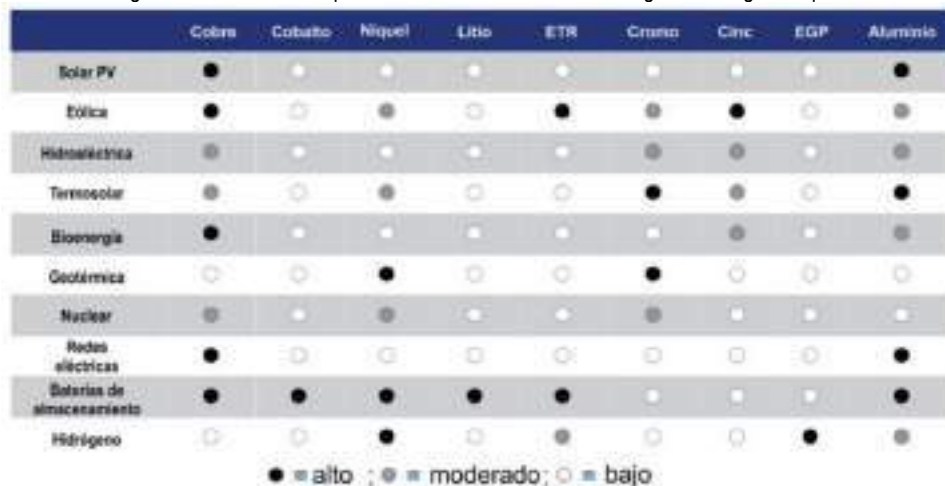 Cobre Cobalto Níquel Litio ETR Cromo Cinc EGP Aluminio
Solar PV
Eólica
Hidroeléctrica
Termosolar
Bioenergía
Geotérmica
Nuclear
Redes
eléctricas
Baterías de
almacenamiento
Hidrógeno
● = alto ; ● = moderado; ○ = bajo